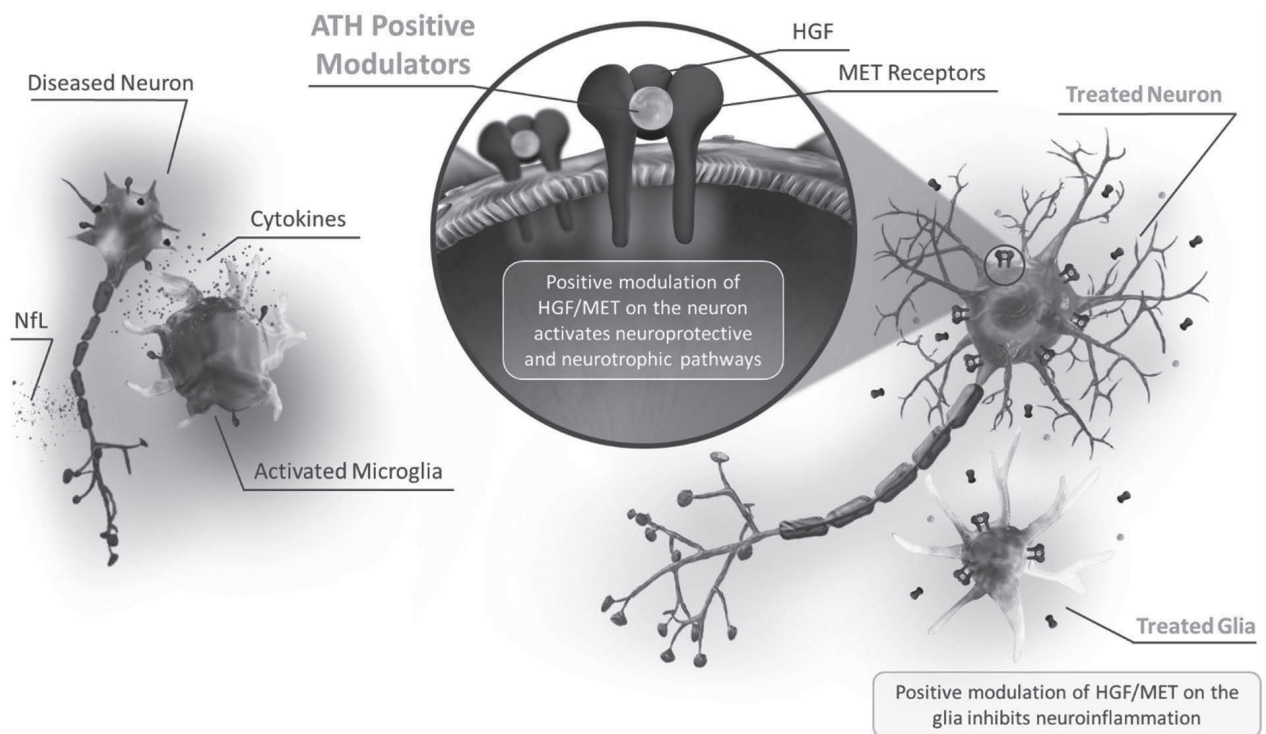 ATH Positive
Modulators
HGF
MET Receptors
Diseased Neuron
Treated Neuron
Cytokines
NfL
Positive modulation of
HGF/MET on the neuron
activates neuroprotective
and neurotrophic pathways
Activated Microglia
Treated Glia
Positive modulation of HGF/MET on the
glia inhibits neuroinflammation